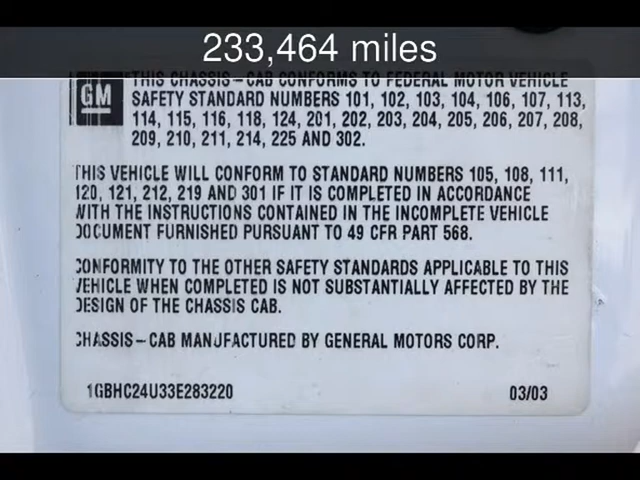 233,464 miles
GM
THIS CHASSIS-CAB CONFORMS TO FEDERAL MOTOR VEHICLE
SAFETY STANDARD NUMBERS 101, 102, 103, 104, 106, 107, 113,
114, 115, 116, 118, 124, 201, 202, 203, 204, 205, 206, 207, 208,
209, 210, 211, 214, 225 AND 302.
THIS VEHICLE WILL CONFORM TO STANDARD NUMBERS 105, 108, 111,
120, 121, 212, 219 AND 301 IF IT IS COMPLETED IN ACCORDANCE
WITH THE INSTRUCTIONS CONTAINED IN THE INCOMPLETE VEHICLE
DOCUMENT FURNISHED PURSUANT TO 49 CFR PART 568.
CONFORMITY TO THE OTHER SAFETY STANDARDS APPLICABLE TO THIS
VEHICLE WHEN COMPLETED IS NOT SUBSTANTIALLY AFFECTED BY THE
DESIGN OF THE CHASSIS CAB.
CHASSIS-CAB MANUFACTURED BY GENERAL MOTORS CORP.
1GBHC24U33E283220 03/03